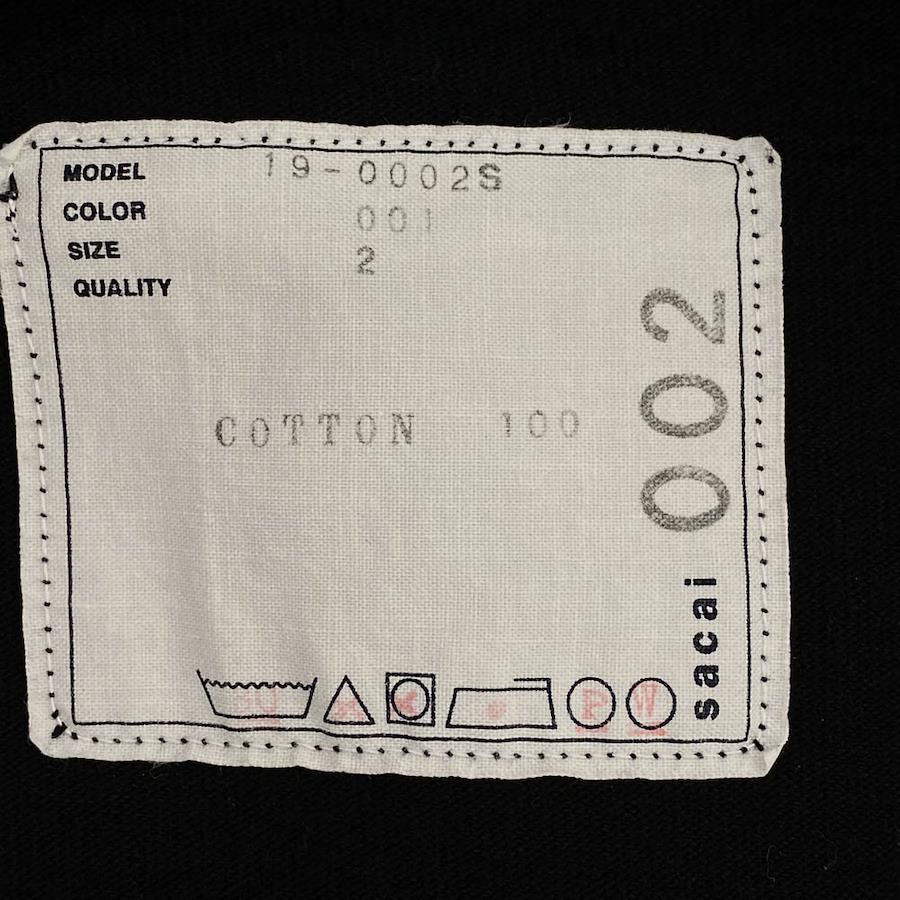 MODEL 19-0002S
COLOR 001
SIZE 2
QUALITY
COTTON 100
002
sacai
P W